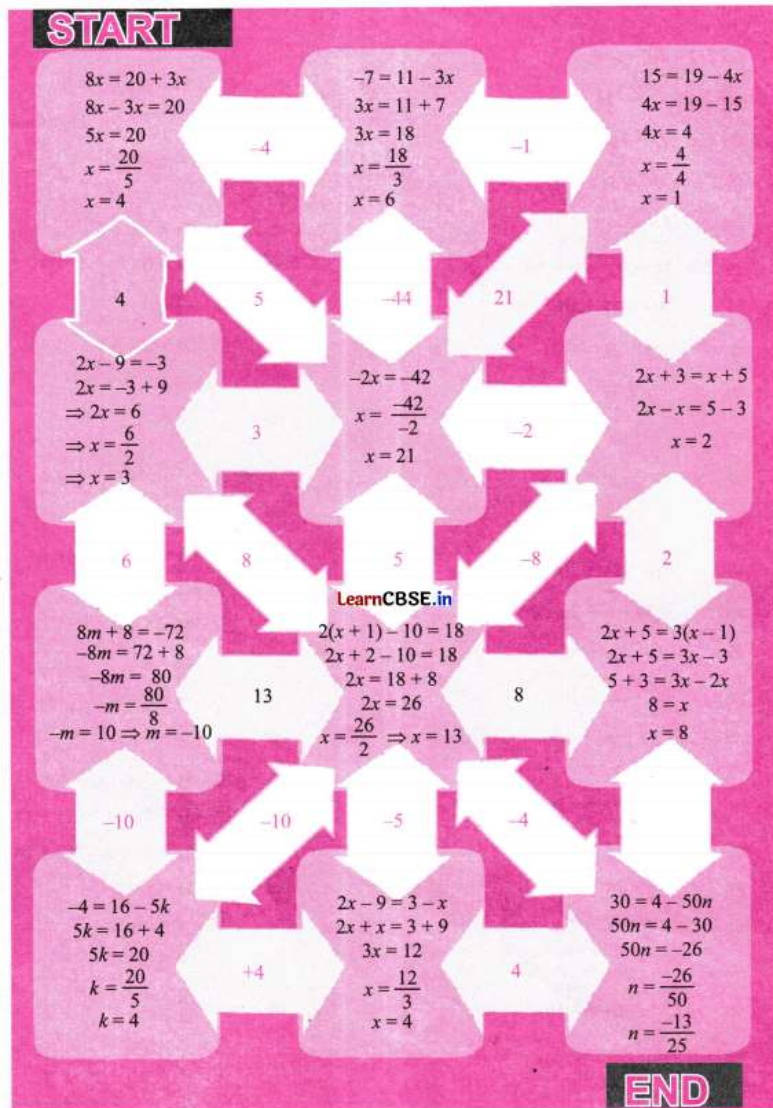 START
8x = 20 + 3x
8x – 3x = 20
5x = 20
x = 20/5
x = 4
–4
–7 = 11 – 3x
3x = 11 + 7
3x = 18
x = 18/3
x = 6
–1
15 = 19 – 4x
4x = 19 – 15
4x = 4
x = 4/4
x = 1
4
5
–44
21
1
2x – 9 = –3
2x = –3 + 9
⇒ 2x = 6
⇒ x = 6/2
⇒ x = 3
3
–2x = –42
x = –42/–2
x = 21
–2
2x + 3 = x + 5
2x – x = 5 – 3
x = 2
6
8
5
–8
2
LearnCBSE.in
8m + 8 = –72
–8m = 72 + 8
–8m = 80
–m = 80/8
–m = 10 ⇒ m = –10
13
2(x + 1) – 10 = 18
2x + 2 – 10 = 18
2x = 18 + 8
2x = 26
x = 26/2 ⇒ x = 13
8
2x + 5 = 3(x – 1)
2x + 5 = 3x – 3
5 + 3 = 3x – 2x
8 = x
x = 8
–10
–10
–5
–4
–4 = 16 – 5k
5k = 16 + 4
5k = 20
k = 20/5
k = 4
+4
2x – 9 = 3 – x
2x + x = 3 + 9
3x = 12
x = 12/3
x = 4
4
30 = 4 – 50n
50n = 4 – 30
50n = –26
n = –26/50
n = –13/25
END